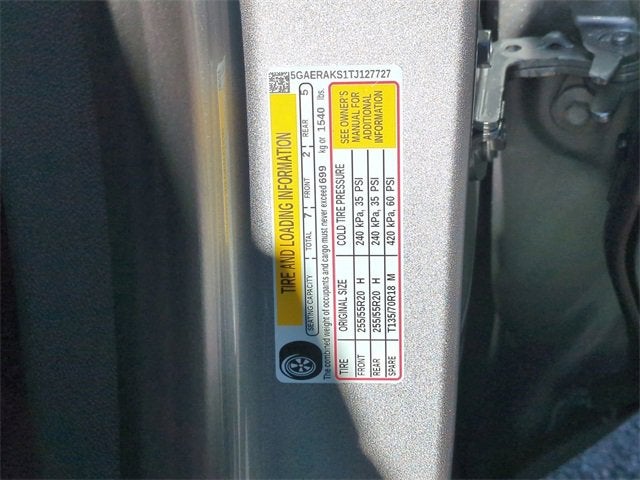 5GAERAKS1TJ127727
TIRE AND LOADING INFORMATION
SEATING CAPACITY TOTAL 7 FRONT 2 REAR 5
The combined weight of occupants and cargo must never exceed 699 kg or 1540 lbs.
TIRE ORIGINAL SIZE COLD TIRE PRESSURE
FRONT 255/55R20 H 240 kPa, 35 PSI
REAR 255/55R20 H 240 kPa, 35 PSI
SPARE T135/70R18 M 420 kPa, 60 PSI
SEE OWNER'S
MANUAL FOR
ADDITIONAL
INFORMATION